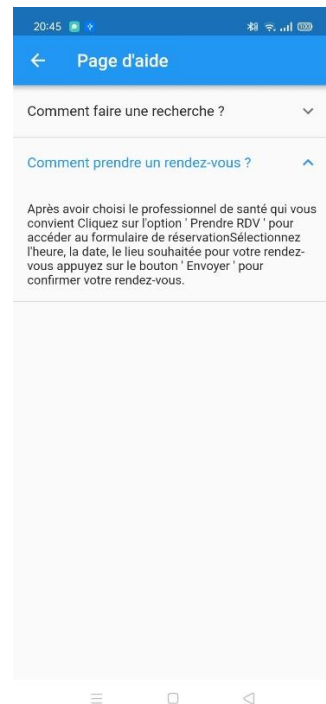 20:45
100
Page d'aide
Comment faire une recherche ?
Comment prendre un rendez-vous ?
Après avoir choisi le professionnel de santé qui vous
convient Cliquez sur l'option ' Prendre RDV ' pour
accéder au formulaire de réservationSélectionnez
l'heure, la date, le lieu souhaitée pour votre rendez-
vous appuyez sur le bouton ' Envoyer ' pour
confirmer votre rendez-vous.